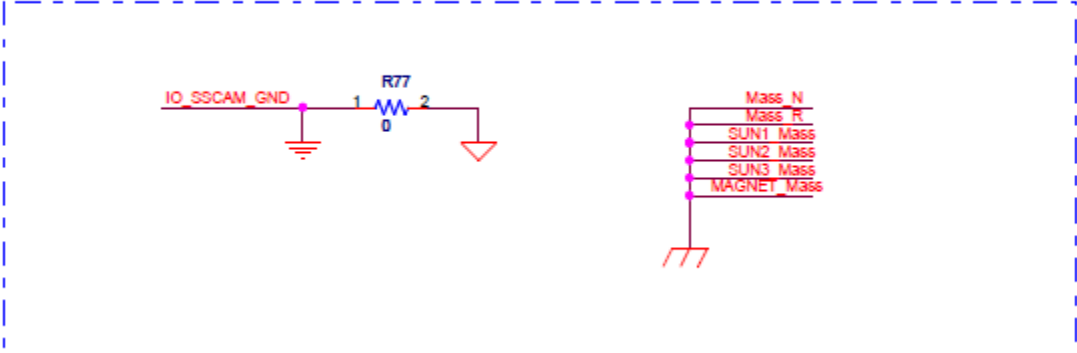 R77
IO_SSCAM_GND
1
2
0
Mass_N
Mass_R
SUN1_Mass
SUN2_Mass
SUN3_Mass
MAGNET_Mass